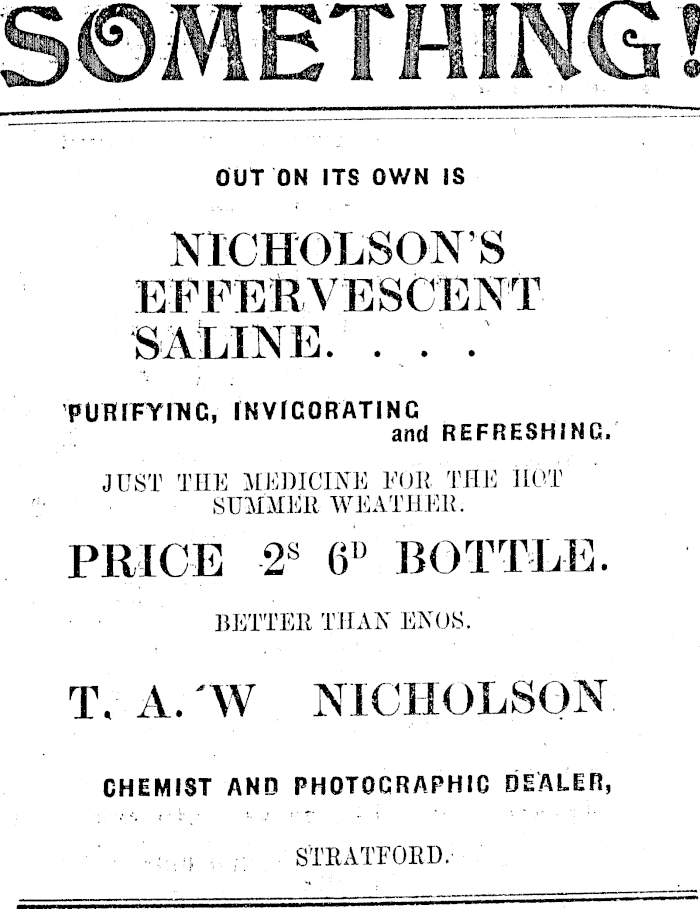 SOMETHING!
OUT ON ITS OWN IS
NICHOLSON'S
EFFERVESCENT
SALINE. . . .
PURIFYING, INVIGORATING
and REFRESHING.
JUST THE MEDICINE FOR THE HOT
SUMMER WEATHER.
PRICE 2S 6D BOTTLE.
BETTER THAN ENOS.
T. A. W NICHOLSON
CHEMIST AND PHOTOGRAPHIC DEALER,
STRATFORD.